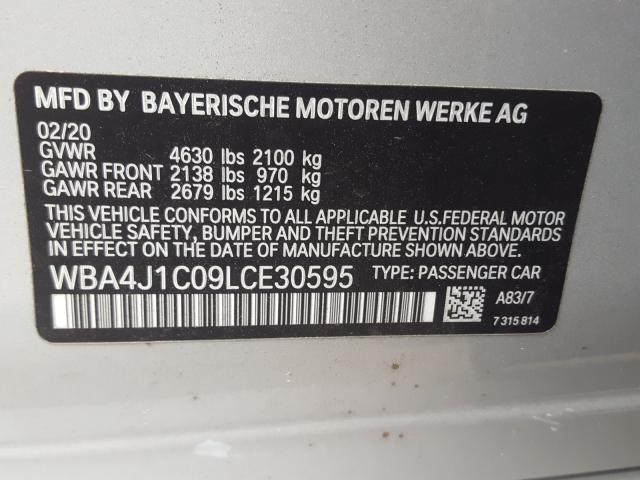 MFD BY BAYERISCHE MOTOREN WERKE AG
02/20
GVWR 4630 lbs 2100 kg
GAWR FRONT 2138 lbs 970 kg
GAWR REAR 2679 lbs 1215 kg
THIS VEHICLE CONFORMS TO ALL APPLICABLE U.S.FEDERAL MOTOR
VEHICLE SAFETY, BUMPER AND THEFT PREVENTION STANDARDS
IN EFFECT ON THE DATE OF MANUFACTURE SHOWN ABOVE.
WBA4J1C09LCE30595 TYPE: PASSENGER CAR
A83/7
7 315 814